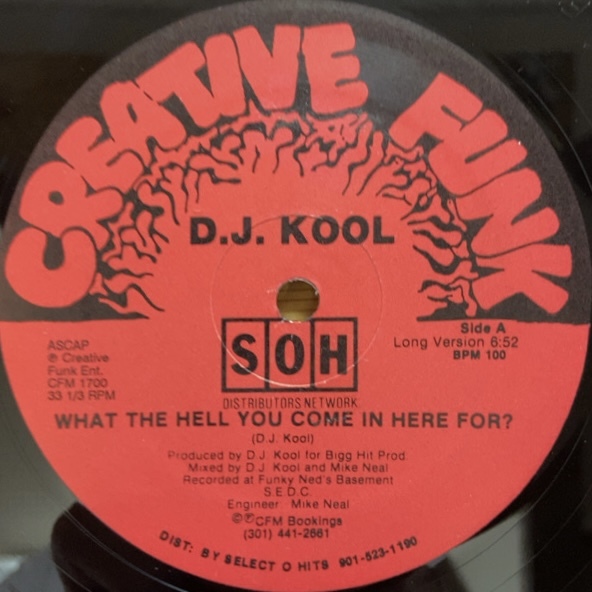 CREATIVE FUNK
D.J. KOOL
Side A
Long Version 6:52
BPM 100
ASCAP
℗ Creative
Funk Ent.
CFM 1700
33 1/3 RPM
SOH
DISTRIBUTORS NETWORK
WHAT THE HELL YOU COME IN HERE FOR?
(D.J. Kool)
Produced by D.J. Kool for Bigg Hit Prod.
Mixed by D.J. Kool and Mike Neal
Recorded at Funky Ned's Basement
S.E.D.C.
Engineer: Mike Neal
©℗CFM Bookings
(301) 441-2661
DIST: BY SELECT O HITS 901-523-1190